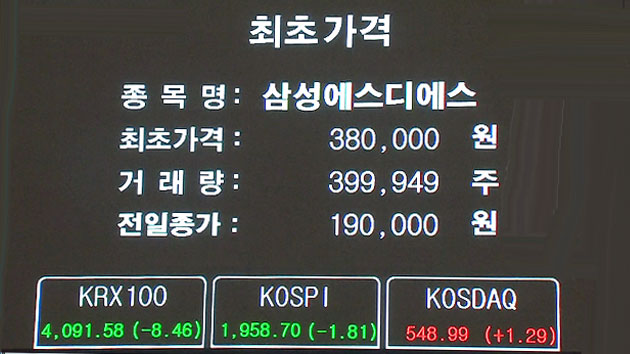 최초가격
종 목 명 : 삼성에스디에스
최초가격 : 380,000 원
거 래 량 : 399,949 주
전일종가 : 190,000 원
KRX100 KOSPI KOSDAQ
4,091.58 (-8.46) 1,958.70 (-1.81) 548.99 (+1.29)